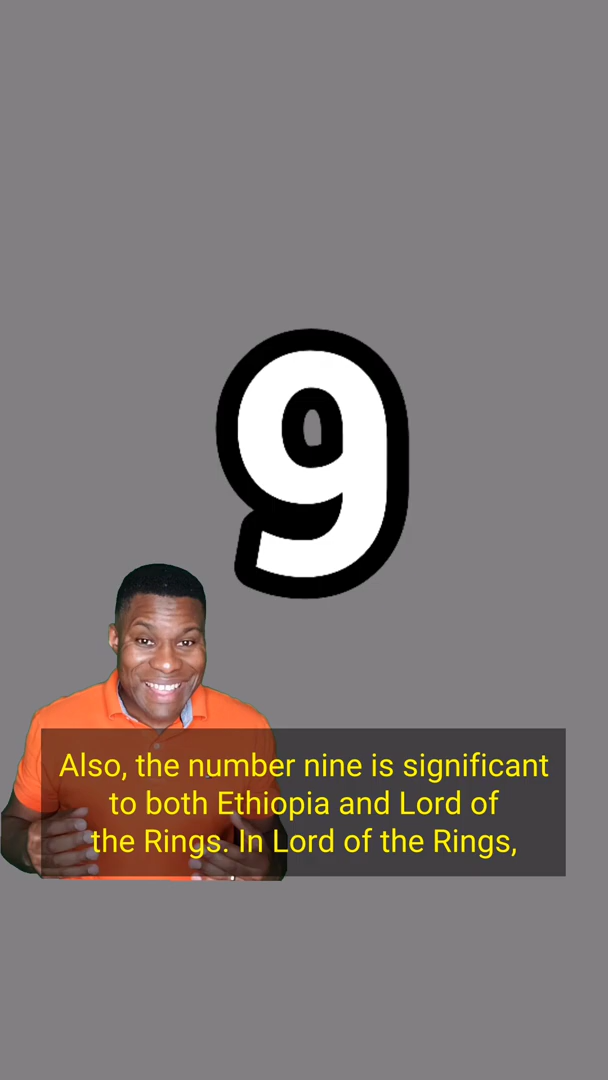 9
Also, the number nine is significant
to both Ethiopia and Lord of
the Rings. In Lord of the Rings,